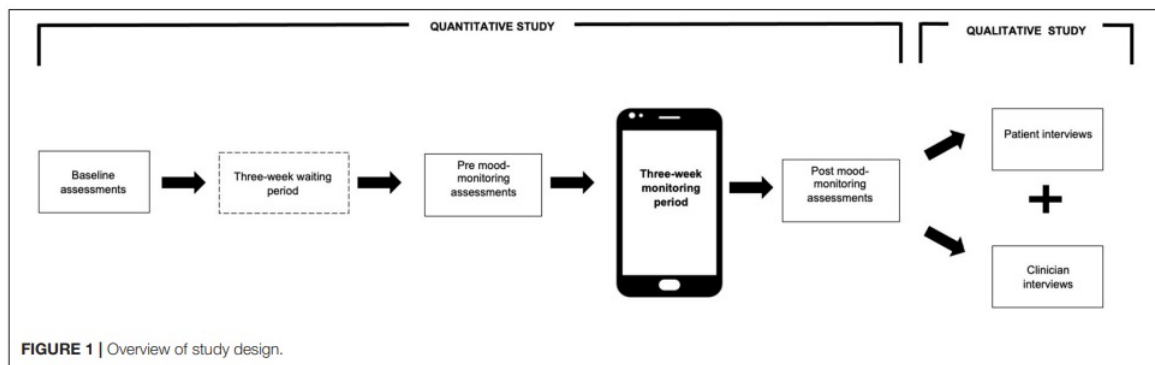 QUANTITATIVE STUDY
QUALITATIVE STUDY
Baseline
assessments
Three-week waiting
period
Pre mood-
monitoring
assessments
Three-week
monitoring
period
Post mood-
monitoring
assessments
Patient interviews
+
Clinician
interviews
FIGURE 1 | Overview of study design.